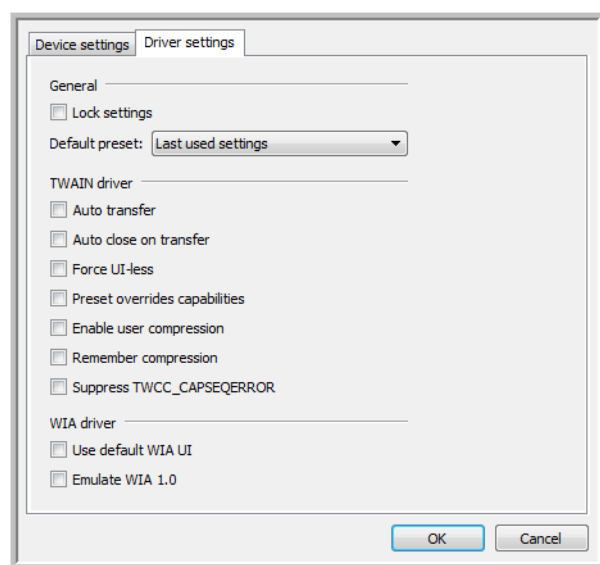 Device settings Driver settings
General
Lock settings
Default preset: Last used settings
TWAIN driver
Auto transfer
Auto close on transfer
Force UI-less
Preset overrides capabilities
Enable user compression
Remember compression
Suppress TWCC_CAPSEQERROR
WIA driver
Use default WIA UI
Emulate WIA 1.0
OK Cancel